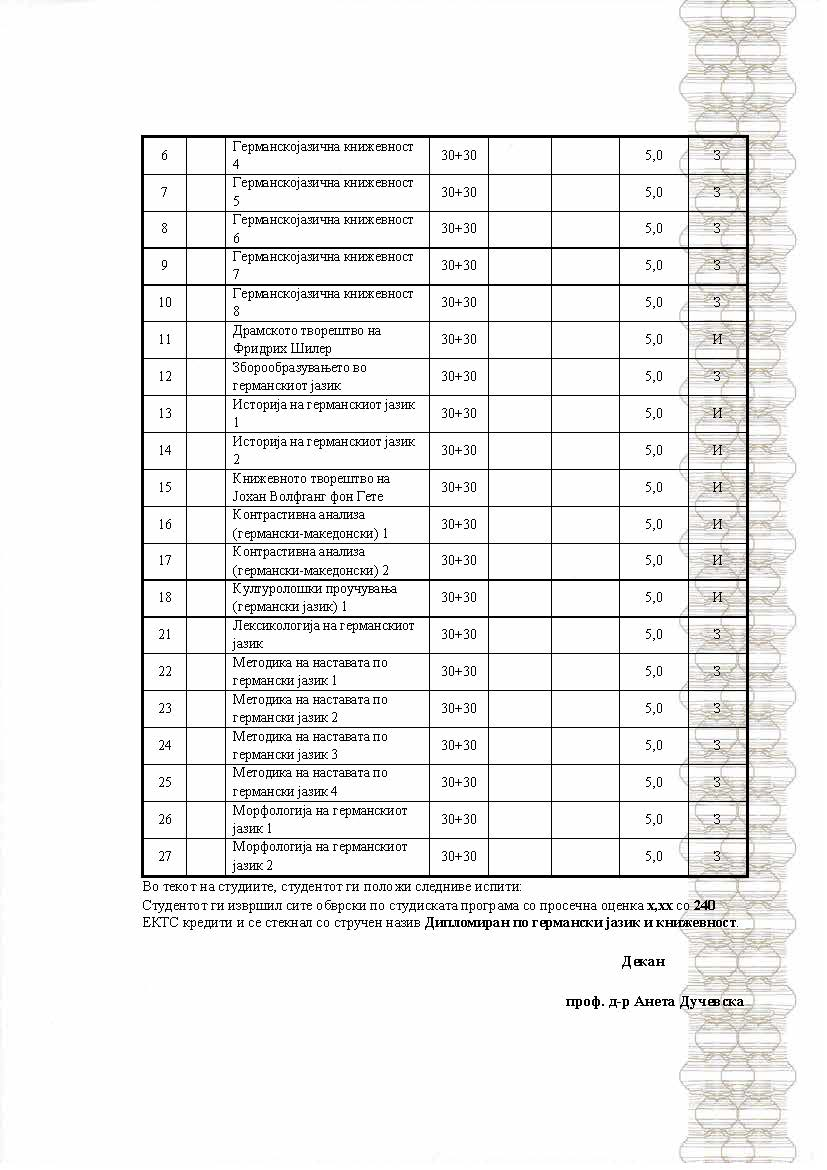 6 Германскојазична книжевност 30+30 5,0 З
4
7 Германскојазична книжевност 30+30 5,0 З
5
8 Германскојазична книжевност 30+30 5,0 З
6
9 Германскојазична книжевност 30+30 5,0 З
7
10 Германскојазична книжевност 30+30 5,0 З
8
11 Драмското творештво на 30+30 5,0 И
Фридрих Шилер
12 Зборообразувањето во 30+30 5,0 З
германскиот јазик
13 Историја на германскиот јазик 30+30 5,0 И
1
14 Историја на германскиот јазик 30+30 5,0 И
2
15 Книжевното творештво на 30+30 5,0 И
Јохан Волфганг фон Гете
16 Контрастивна анализа 30+30 5,0 И
(германски-македонски) 1
17 Контрастивна анализа 30+30 5,0 И
(германски-македонски) 2
18 Културолошки проучувања 30+30 5,0 И
(германски јазик) 1
21 Лексикологија на германскиот 30+30 5,0 З
јазик
22 Методика на наставата по 30+30 5,0 З
германски јазик 1
23 Методика на наставата по 30+30 5,0 З
германски јазик 2
24 Методика на наставата по 30+30 5,0 З
германски јазик 3
25 Методика на наставата по 30+30 5,0 З
германски јазик 4
26 Морфологија на германскиот 30+30 5,0 З
јазик 1
27 Морфологија на германскиот 30+30 5,0 З
јазик 2
Во текот на студиите, студентот ги положи следниве испити:
Студентот ги извршил сите обврски по студиската програма со просечна оценка х,хх со 240
ЕКТС кредити и се стекнал со стручен назив Дипломиран по германски јазик и книжевност.
Декан
проф. д-р Анета Дучевска